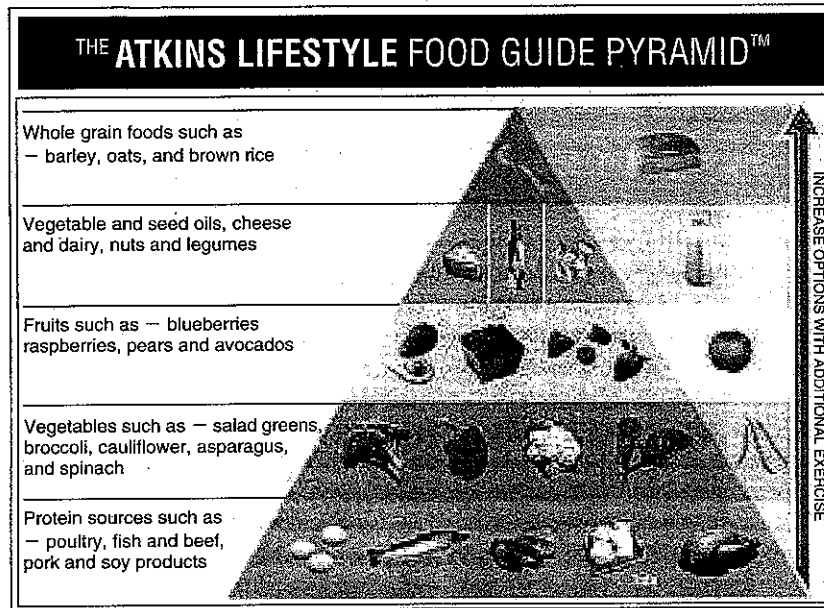 THE ATKINS LIFESTYLE FOOD GUIDE PYRAMID™
Whole grain foods such as
– barley, oats, and brown rice
Vegetable and seed oils, cheese
and dairy, nuts and legumes
Fruits such as – blueberries
raspberries, pears and avocados
Vegetables such as – salad greens,
broccoli, cauliflower, asparagus,
and spinach
Protein sources such as
– poultry, fish and beef,
pork and soy products
INCREASE OPTIONS WITH ADDITIONAL EXERCISE